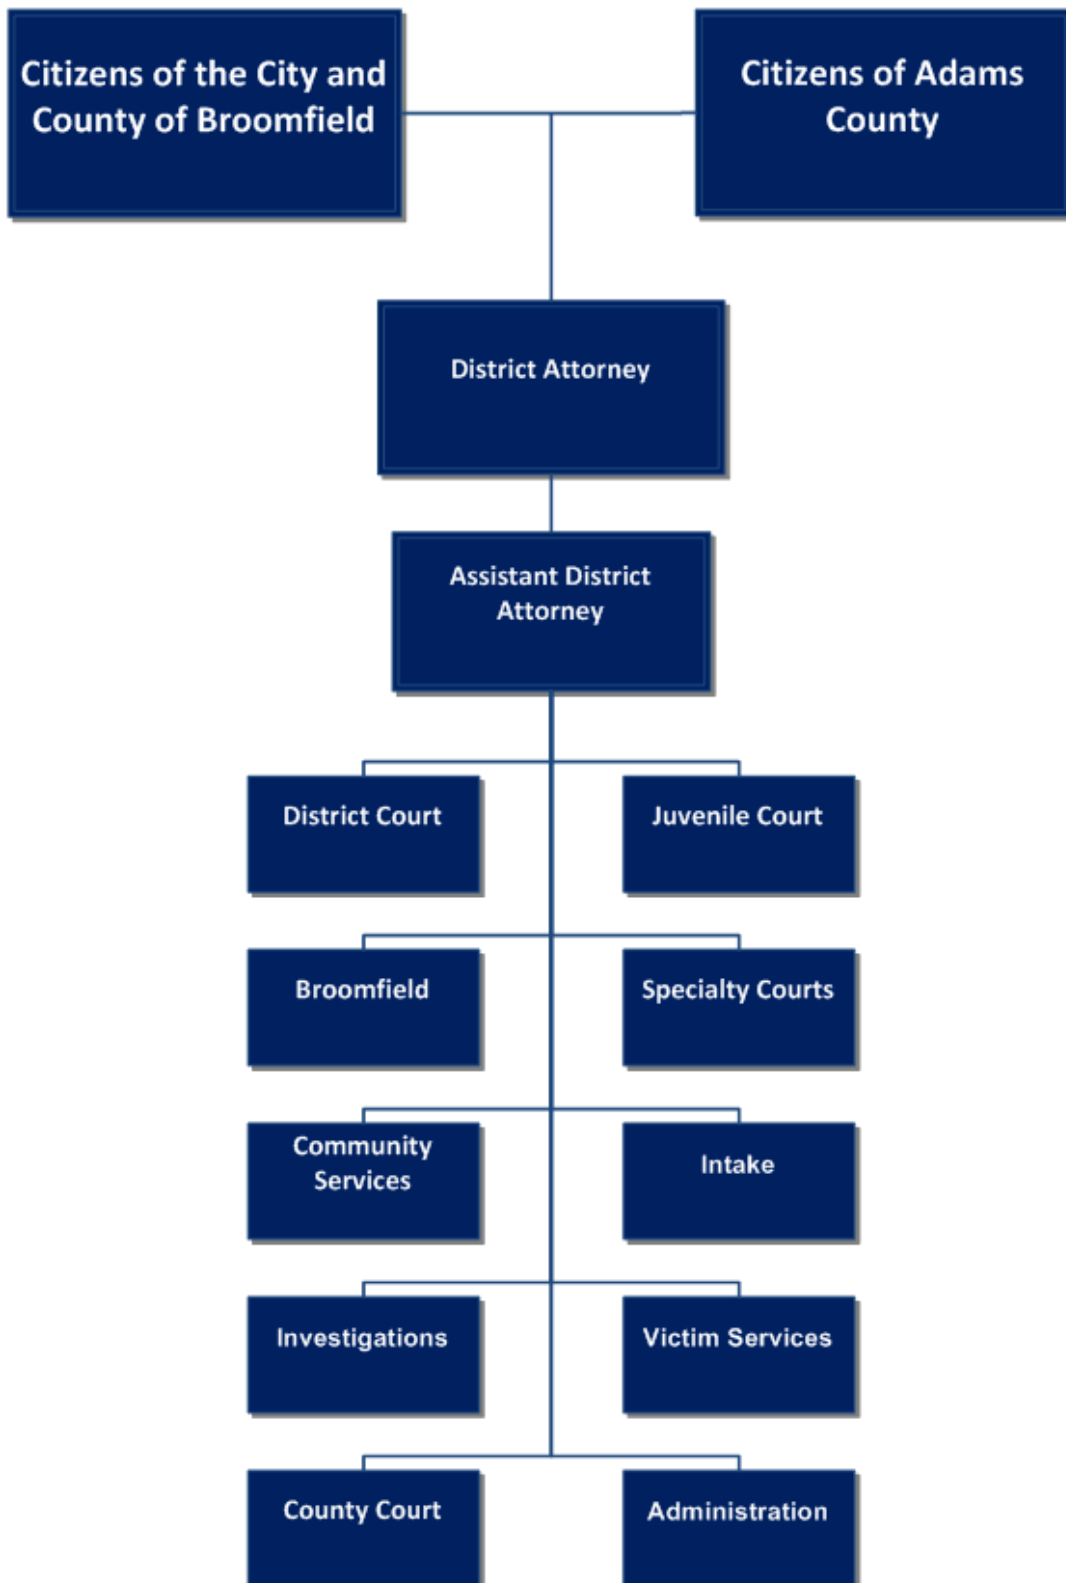 Citizens of the City and
County of Broomfield
Citizens of Adams
County
District Attorney
Assistant District
Attorney
District Court
Juvenile Court
Broomfield
Specialty Courts
Community
Services
Intake
Investigations
Victim Services
County Court
Administration